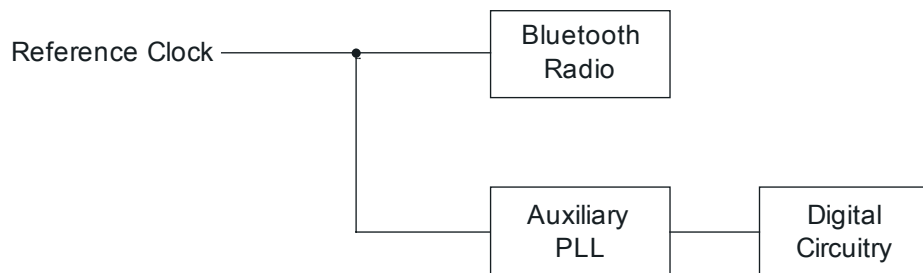 Reference Clock
Bluetooth
Radio
Auxiliary
PLL
Digital
Circuitry